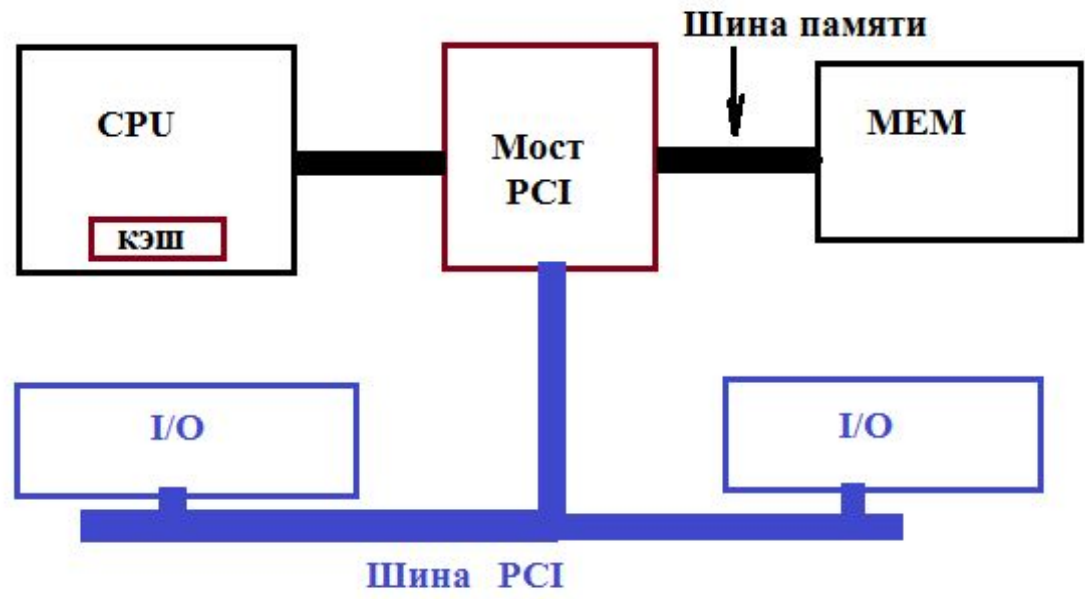 Шина памяти
CPU
Мост
PCI
MEM
кэш
I/O
I/O
Шина PCI